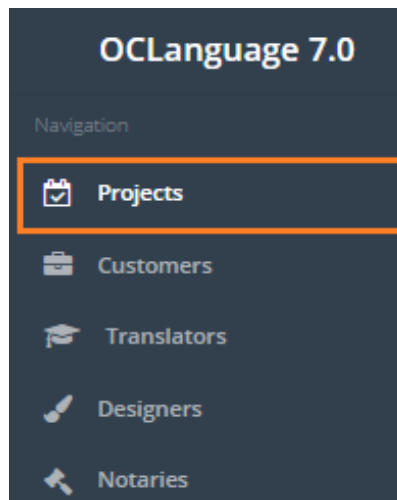 OCLanguage 7.0
Navigation
Projects
Customers
Translators
Designers
Notaries